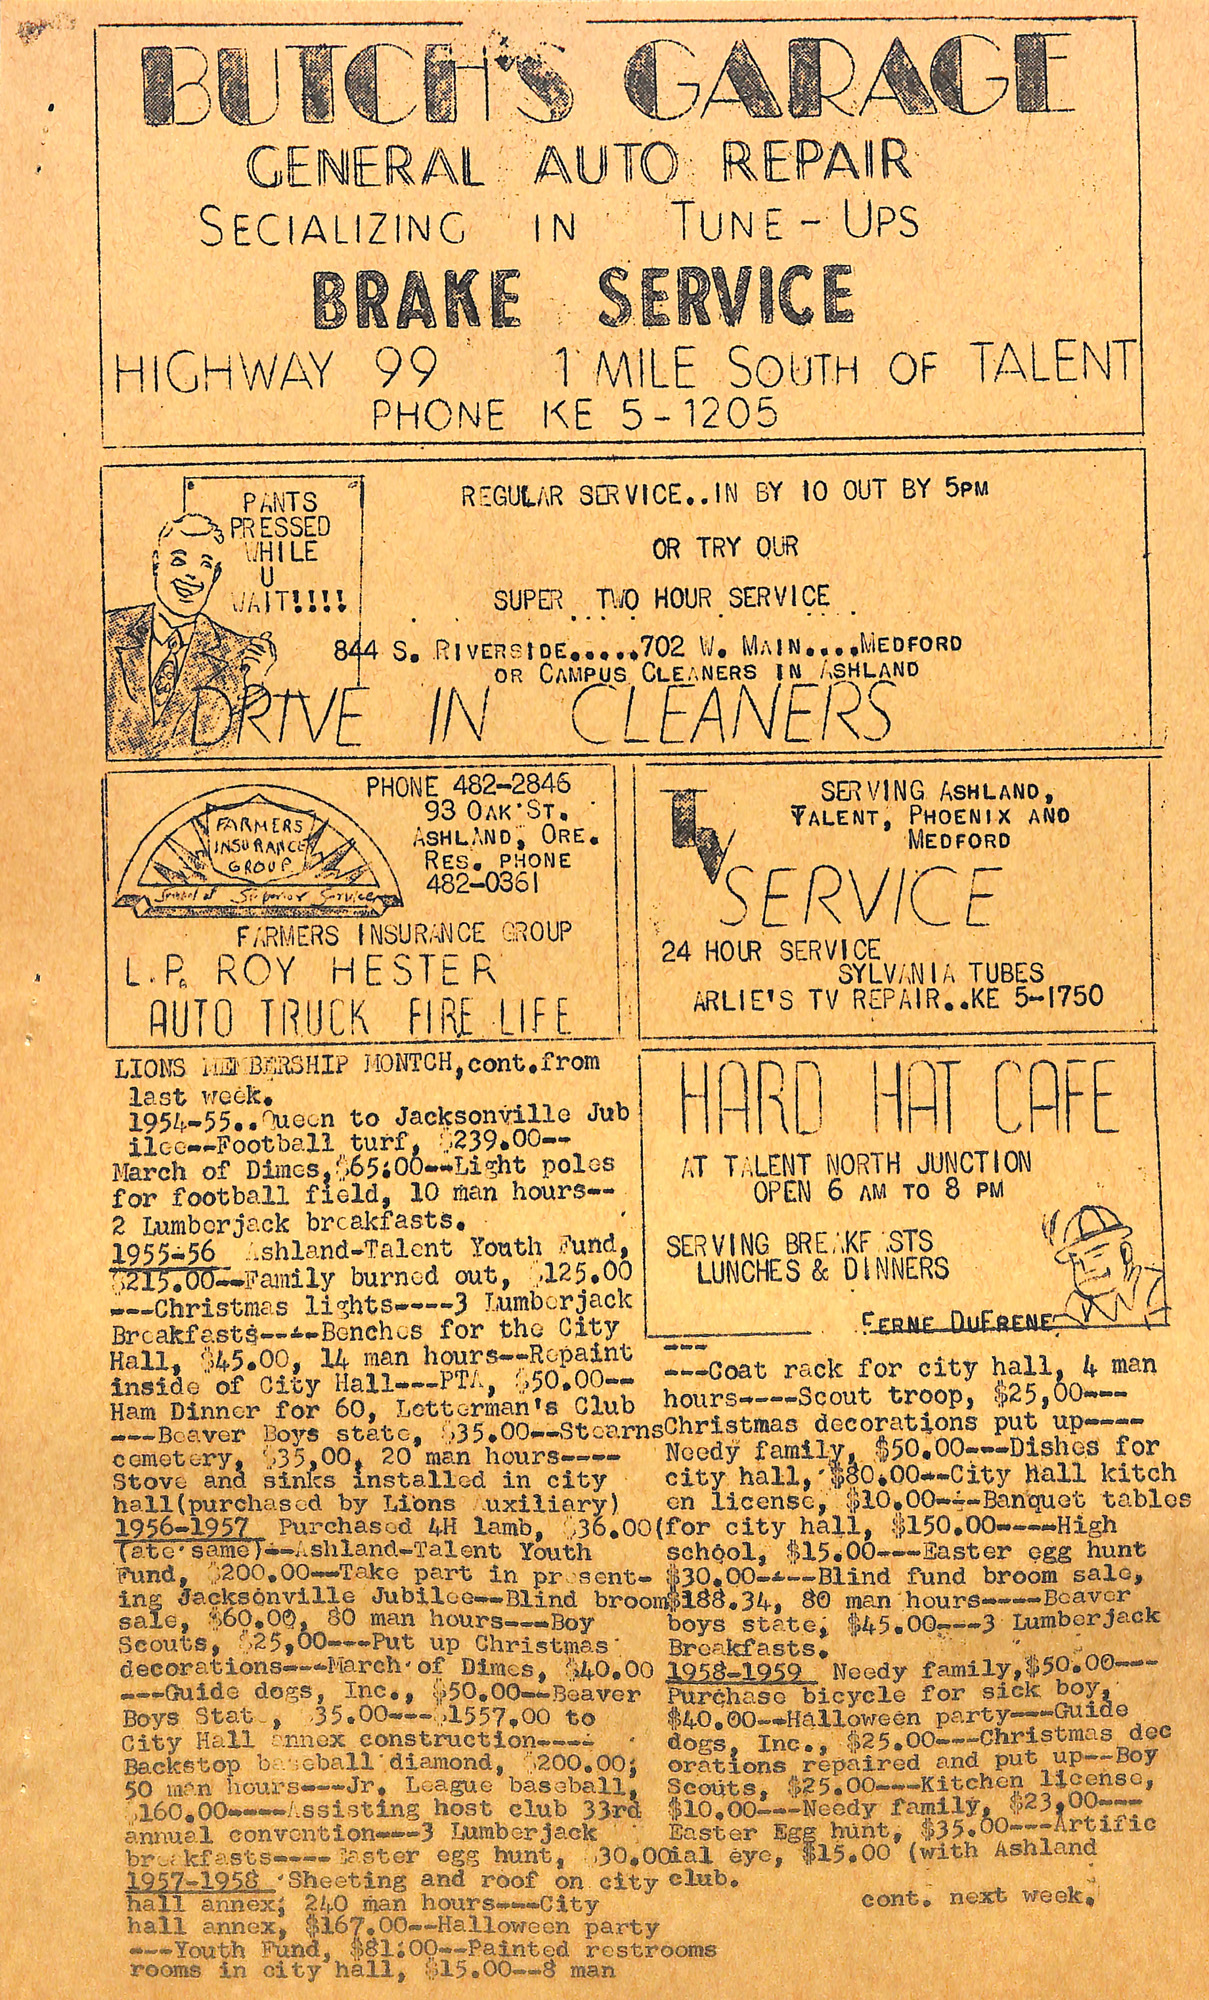 BUTCH'S GARAGE
GENERAL AUTO REPAIR
SECIALIZING IN TUNE-UPS
BRAKE SERVICE
HIGHWAY 99 1 MILE SOUTH OF TALENT
PHONE KE 5-1205
PANTS
PRESSED
WHILE
U
WAIT!!!!
REGULAR SERVICE..IN BY 10 OUT BY 5PM
OR TRY OUR
SUPER TWO HOUR SERVICE
844 S. RIVERSIDE.....702 W. MAIN....MEDFORD
OR CAMPUS CLEANERS IN ASHLAND
DRIVE IN CLEANERS
FARMERS
INSURANCE
GROUP
Symbol of Superior Service
PHONE 482-2846
93 OAK ST.
ASHLAND, ORE.
RES. PHONE
482-0361
FARMERS INSURANCE GROUP
L.P. ROY HESTER
AUTO TRUCK FIRE LIFE
TV
SERVING ASHLAND,
TALENT, PHOENIX AND
MEDFORD
SERVICE
24 HOUR SERVICE
SYLVANIA TUBES
ARLIE'S TV REPAIR..KE 5-1750
LIONS MEMBERSHIP MONTCH,cont.from
last week.
1954-55..Queen to Jacksonville Jub
ilee--Football turf, $239.00--
March of Dimes,$65.00--Light poles
for football field, 10 man hours--
2 Lumberjack breakfasts.
1955-56 Ashland-Talent Youth Fund,
$215.00--Family burned out, $125.00
---Christmas lights----3 Lumberjack
Breakfasts----Benches for the City
Hall, $45.00, 14 man hours--Repaint
inside of City Hall---PTA, $50.00--
Ham Dinner for 60, Letterman's Club
---Beaver Boys state, $35.00--Stearns
cemetery, $35,00, 20 man hours----
Stove and sinks installed in city
hall(purchased by Lions Auxiliary)
1956-1957 Purchased 4H lamb, $36.00
(ate same)--Ashland-Talent Youth
Fund, $200.00--Take part in present-
ing Jacksonville Jubilee--Blind broom
sale, $60.00, 80 man hours---Boy
Scouts, $25,00---Put up Christmas
decorations---March of Dimes, $40.00
---Guide dogs, Inc., $50.00--Beaver
Boys Stat , 35.00---$1557.00 to
City Hall annex construction----
Backstop baseball diamond, $200.00;
50 man hours---Jr. League baseball,
$160.00----Assisting host club 33rd
annual convention---3 Lumberjack
breakfasts----Easter egg hunt, $30.00
1957-1958 Sheeting and roof on city
hall annex; 240 man hours---City
hall annex, $167.00--Halloween party
---Youth Fund, $81.00--Painted restrooms
rooms in city hall, $15.00--8 man
HARD HAT CAFE
AT TALENT NORTH JUNCTION
OPEN 6 AM TO 8 PM
SERVING BREAKFASTS
LUNCHES & DINNERS
FERNE DUFRENE
---
---Coat rack for city hall, 4 man
hours----Scout troop, $25,00---
Christmas decorations put up----
Needy family, $50.00---Dishes for
city hall, $80.00--City hall kitch
en license, $10.00---Banquet tables
(for city hall, $150.00----High
school, $15.00---Easter egg hunt
$30.00----Blind fund broom sale,
$188.34, 80 man hours----Beaver
boys state, $45.00---3 Lumberjack
Breakfasts.
1958-1959 Needy family,$50.00---
Purchase bicycle for sick boy,
$40.00--Halloween party---Guide
dogs, Inc., $25.00---Christmas dec
orations repaired and put up--Boy
Scouts, $25.00---Kitchen license,
$10.00---Needy family, $23,00---
Easter Egg hunt, $35.00---Artific
ial eye, $15.00 (with Ashland
club.
cont. next week.